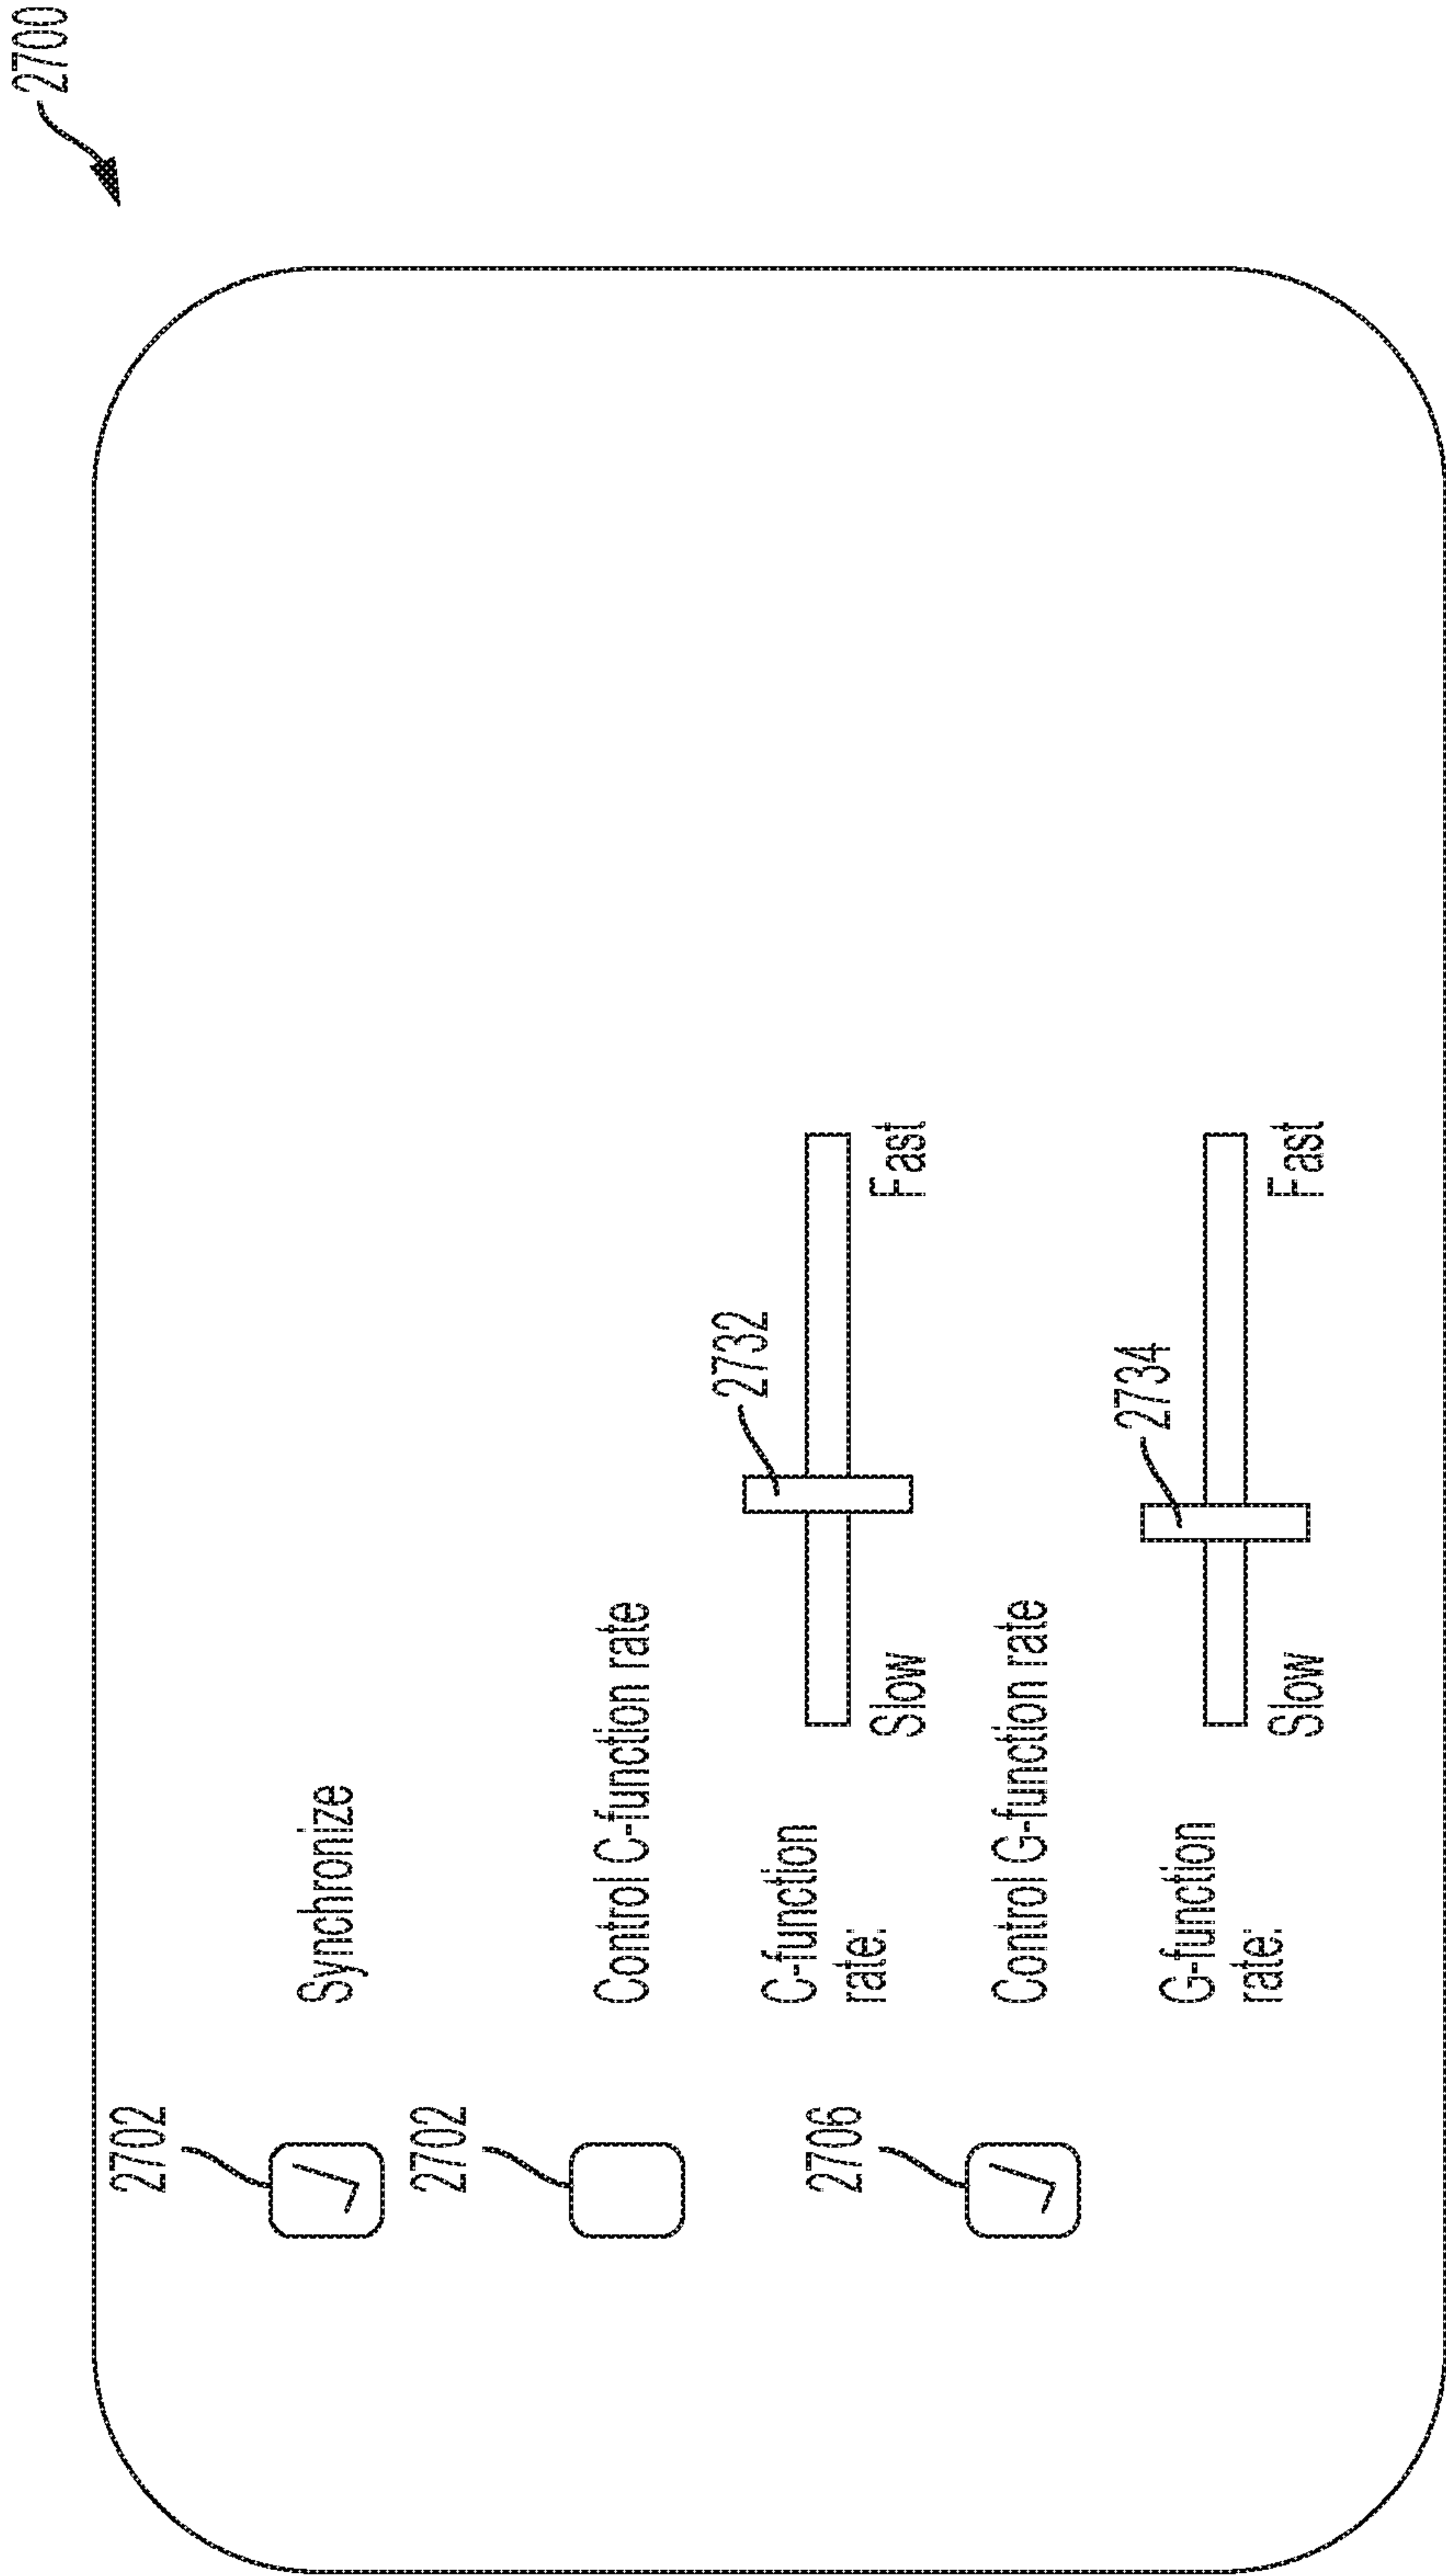 2700
2702
Synchronize
2702
Control C-function rate
2732
C-function
rate:
Slow
Fast
2706
Control G-function rate
2734
G-function
rate:
Slow
Fast